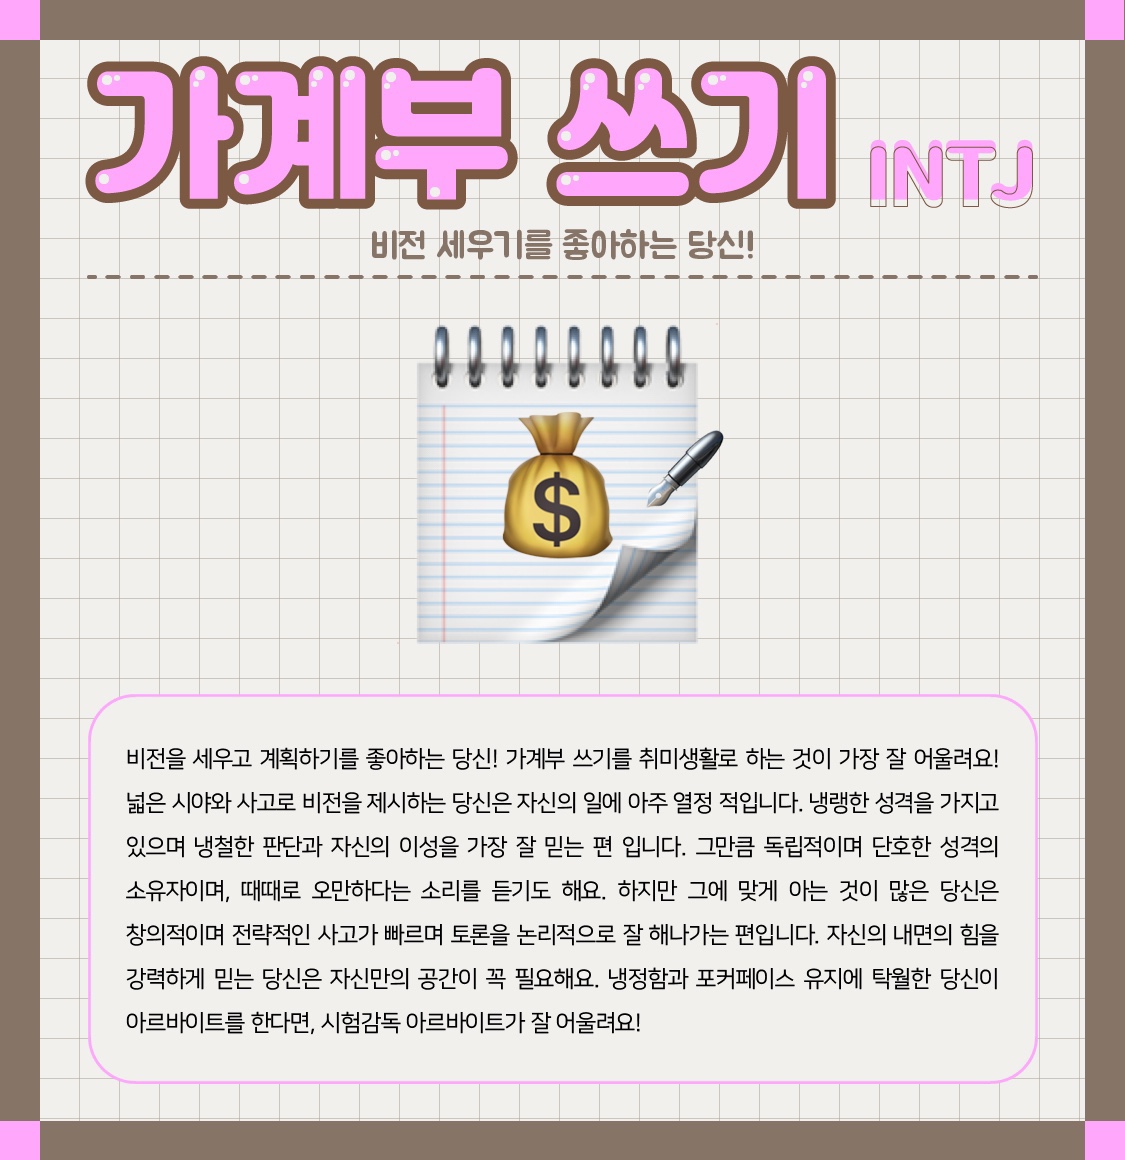 가계부 쓰기 INTJ
비전 세우기를 좋아하는 당신!
$
비전을 세우고 계획하기를 좋아하는 당신! 가계부 쓰기를 취미생활로 하는 것이 가장 잘 어울려요!
넓은 시야와 사고로 비전을 제시하는 당신은 자신의 일에 아주 열정 적입니다. 냉랭한 성격을 가지고
있으며 냉철한 판단과 자신의 이성을 가장 잘 믿는 편 입니다. 그만큼 독립적이며 단호한 성격의
소유자이며, 때때로 오만하다는 소리를 듣기도 해요. 하지만 그에 맞게 아는 것이 많은 당신은
창의적이며 전략적인 사고가 빠르며 토론을 논리적으로 잘 해나가는 편입니다. 자신의 내면의 힘을
강력하게 믿는 당신은 자신만의 공간이 꼭 필요해요. 냉정함과 포커페이스 유지에 탁월한 당신이
아르바이트를 한다면, 시험감독 아르바이트가 잘 어울려요!